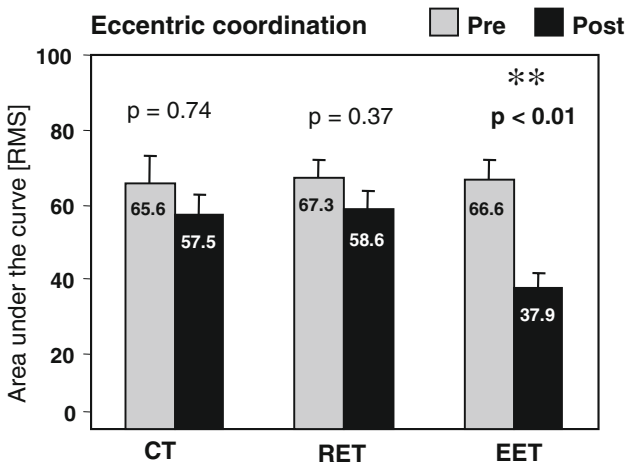 Eccentric coordination
Pre
Post
Area under the curve [RMS]
100
80
60
40
20
0
p = 0.74
p = 0.37
**
p < 0.01
65.6
57.5
67.3
58.6
66.6
37.9
CT
RET
EET